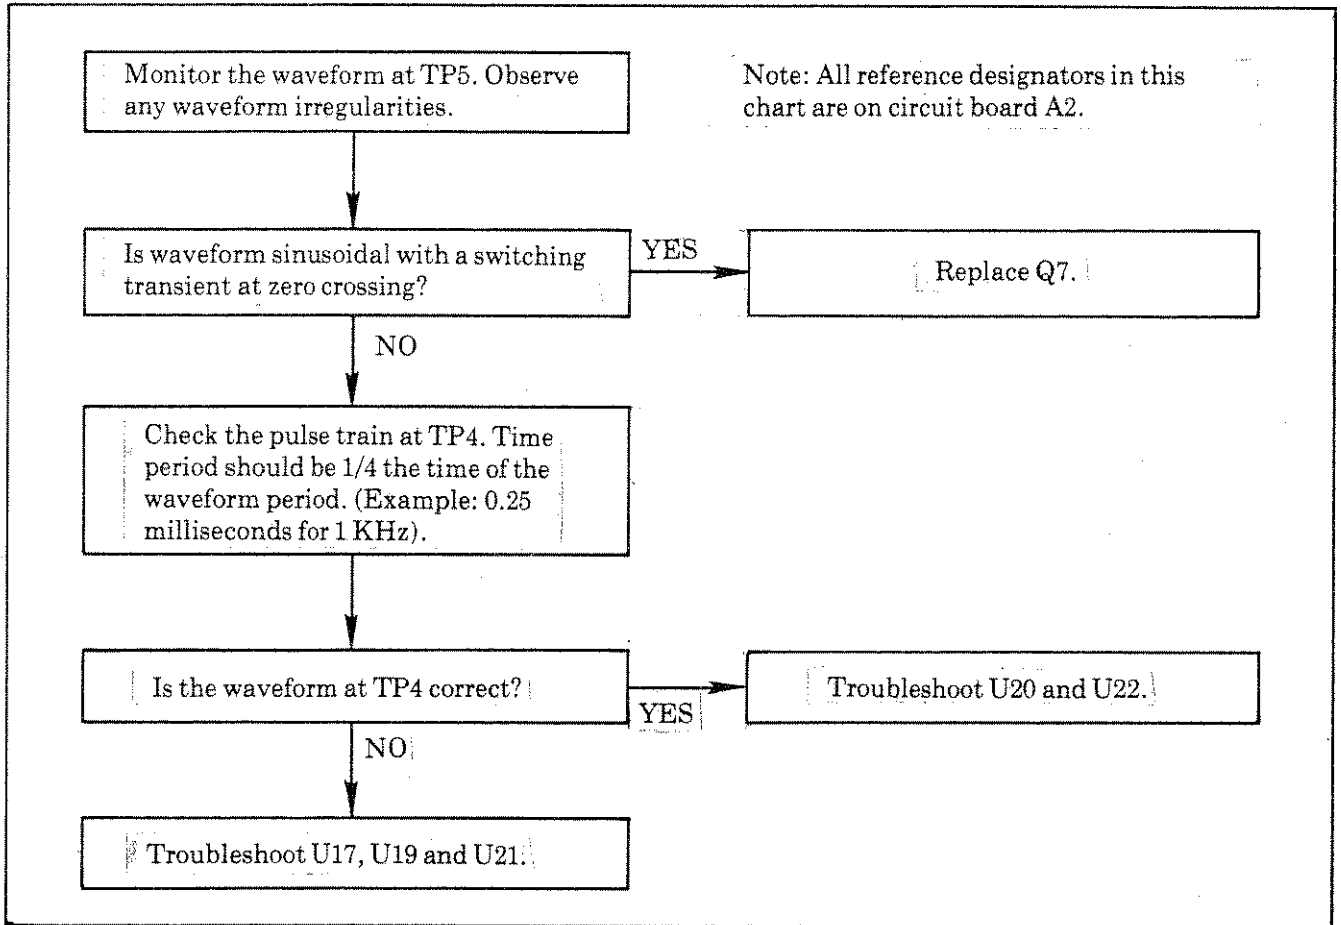 Monitor the waveform at TP5. Observe
any waveform irregularities.
Note: All reference designators in this
chart are on circuit board A2.
Is waveform sinusoidal with a switching
transient at zero crossing?
YES
Replace Q7.
NO
Check the pulse train at TP4. Time
period should be 1/4 the time of the
waveform period. (Example: 0.25
milliseconds for 1 KHz).
Is the waveform at TP4 correct?
YES
Troubleshoot U20 and U22.
NO
Troubleshoot U17, U19 and U21.